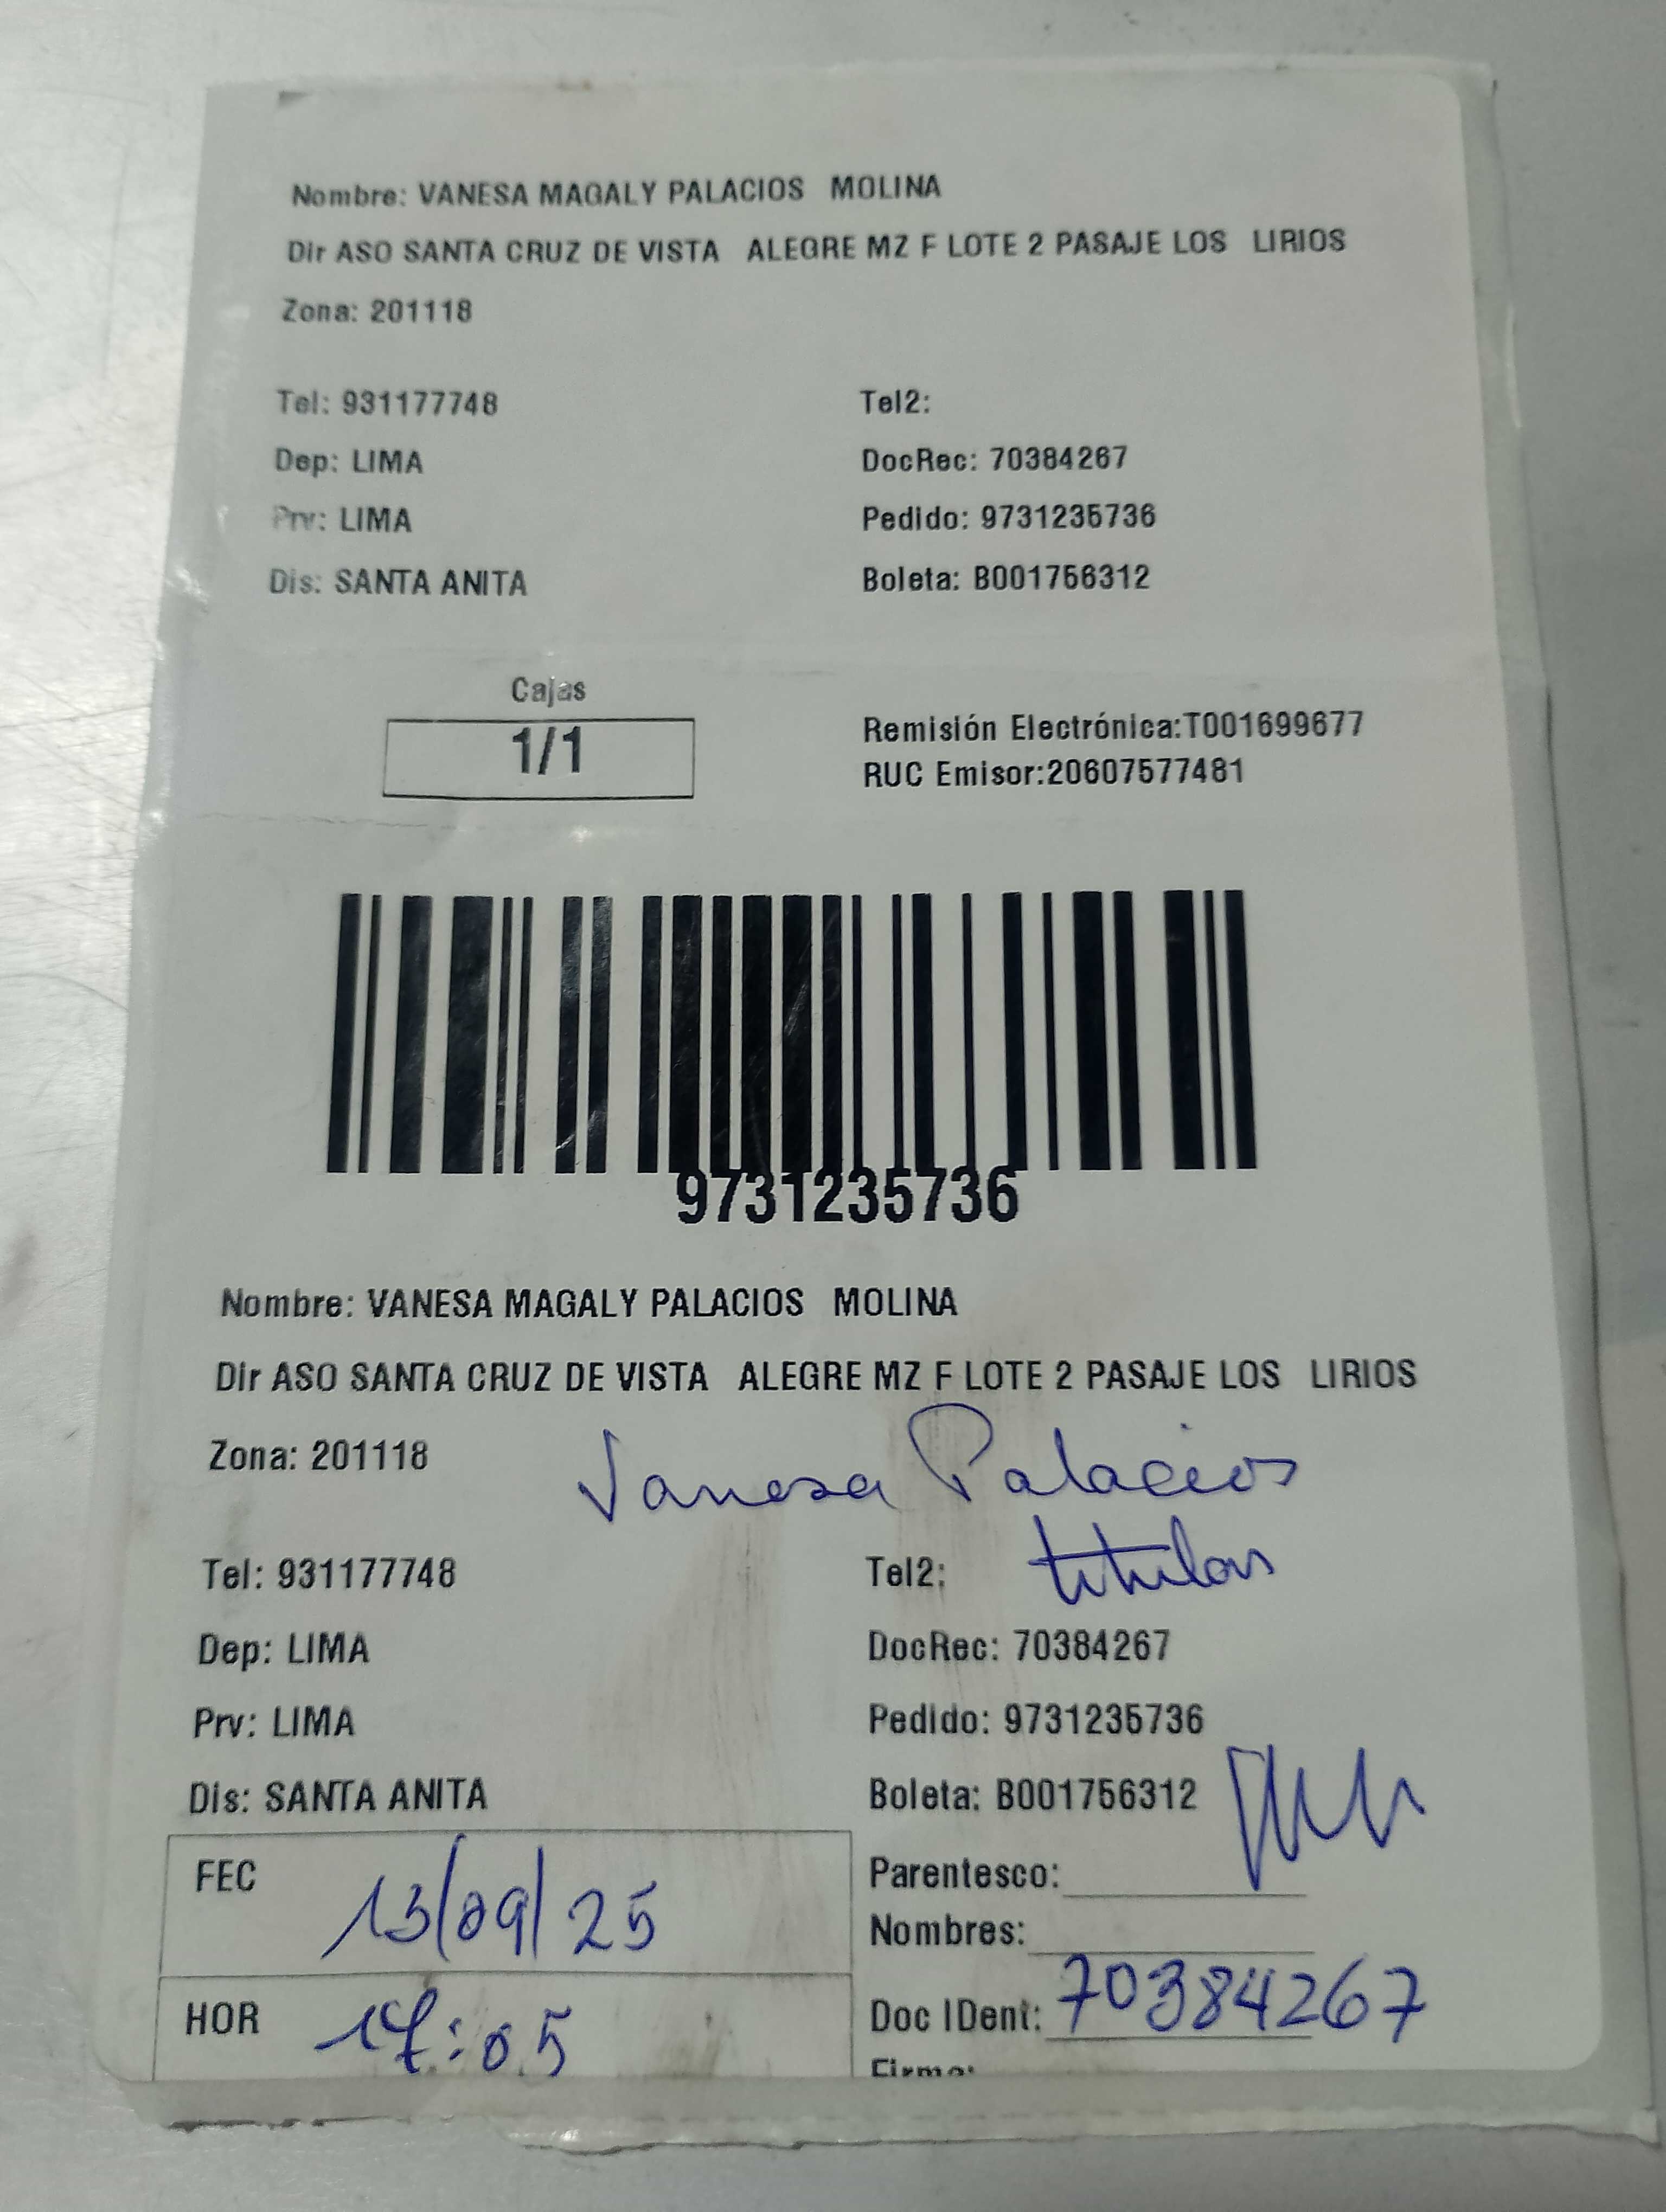 Nombre: VANESA MAGALY PALACIOS MOLINA
Dir ASO SANTA CRUZ DE VISTA ALEGRE MZ F LOTE 2 PASAJE LOS LIRIOS
Zona: 201118
Tel: 931177748 Tel2:
Dep: LIMA DocRec: 70384267
Prv: LIMA Pedido: 9731235736
Dis: SANTA ANITA Boleta: B001756312
Cajas
1/1
Remisión Electrónica:T001699677
RUC Emisor:20607577481
9731235736
Nombre: VANESA MAGALY PALACIOS MOLINA
Dir ASO SANTA CRUZ DE VISTA ALEGRE MZ F LOTE 2 PASAJE LOS LIRIOS
Zona: 201118 Vanesa Palacios
titular
Tel: 931177748 Tel2:
Dep: LIMA DocRec: 70384267
Prv: LIMA Pedido: 9731235736
Dis: SANTA ANITA Boleta: B001756312
FEC 13/09/25
Parentesco:
Nombres:
HOR 17:05 Doc IDent: 70384267
Firma: